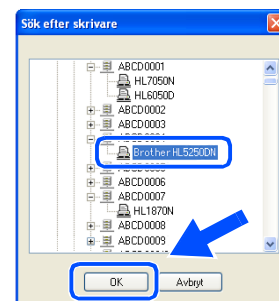 Sök efter skrivare
ABCD0001
HL7050N
HL6050D
ABCD0002
ABCD0003
Brother HL5250DN
ABCD0006
ABCD0007
HL1870N
ABCD0008
ABCD0009
OK
Avbryt